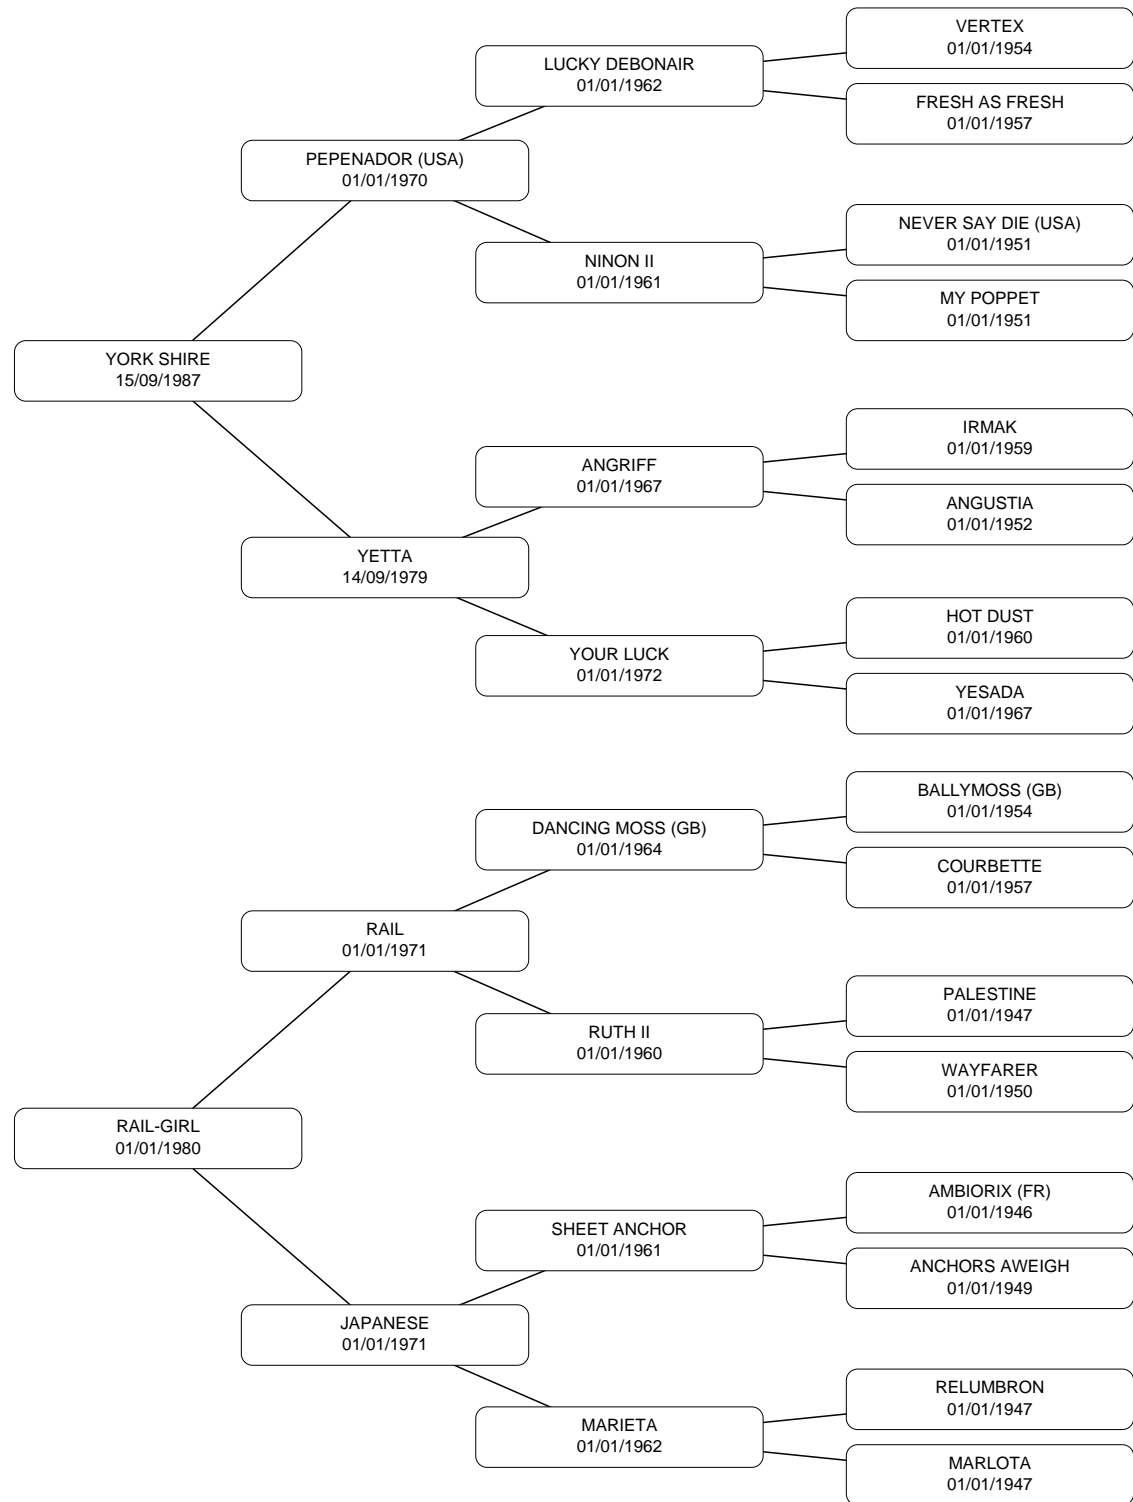 VERTEX
01/01/1954
LUCKY DEBONAIR
01/01/1962
FRESH AS FRESH
01/01/1957
PEPENADOR (USA)
01/01/1970
NEVER SAY DIE (USA)
01/01/1951
NINON II
01/01/1961
MY POPPET
01/01/1951
YORK SHIRE
15/09/1987
IRMAK
01/01/1959
ANGRIFF
01/01/1967
ANGUSTIA
01/01/1952
YETTA
14/09/1979
HOT DUST
01/01/1960
YOUR LUCK
01/01/1972
YESADA
01/01/1967
BALLYMOSS (GB)
01/01/1954
DANCING MOSS (GB)
01/01/1964
COURBETTE
01/01/1957
RAIL
01/01/1971
PALESTINE
01/01/1947
RUTH II
01/01/1960
WAYFARER
01/01/1950
RAIL-GIRL
01/01/1980
AMBIORIX (FR)
01/01/1946
SHEET ANCHOR
01/01/1961
ANCHORS AWEIGH
01/01/1949
JAPANESE
01/01/1971
RELUMBRON
01/01/1947
MARIETA
01/01/1962
MARLOTA
01/01/1947